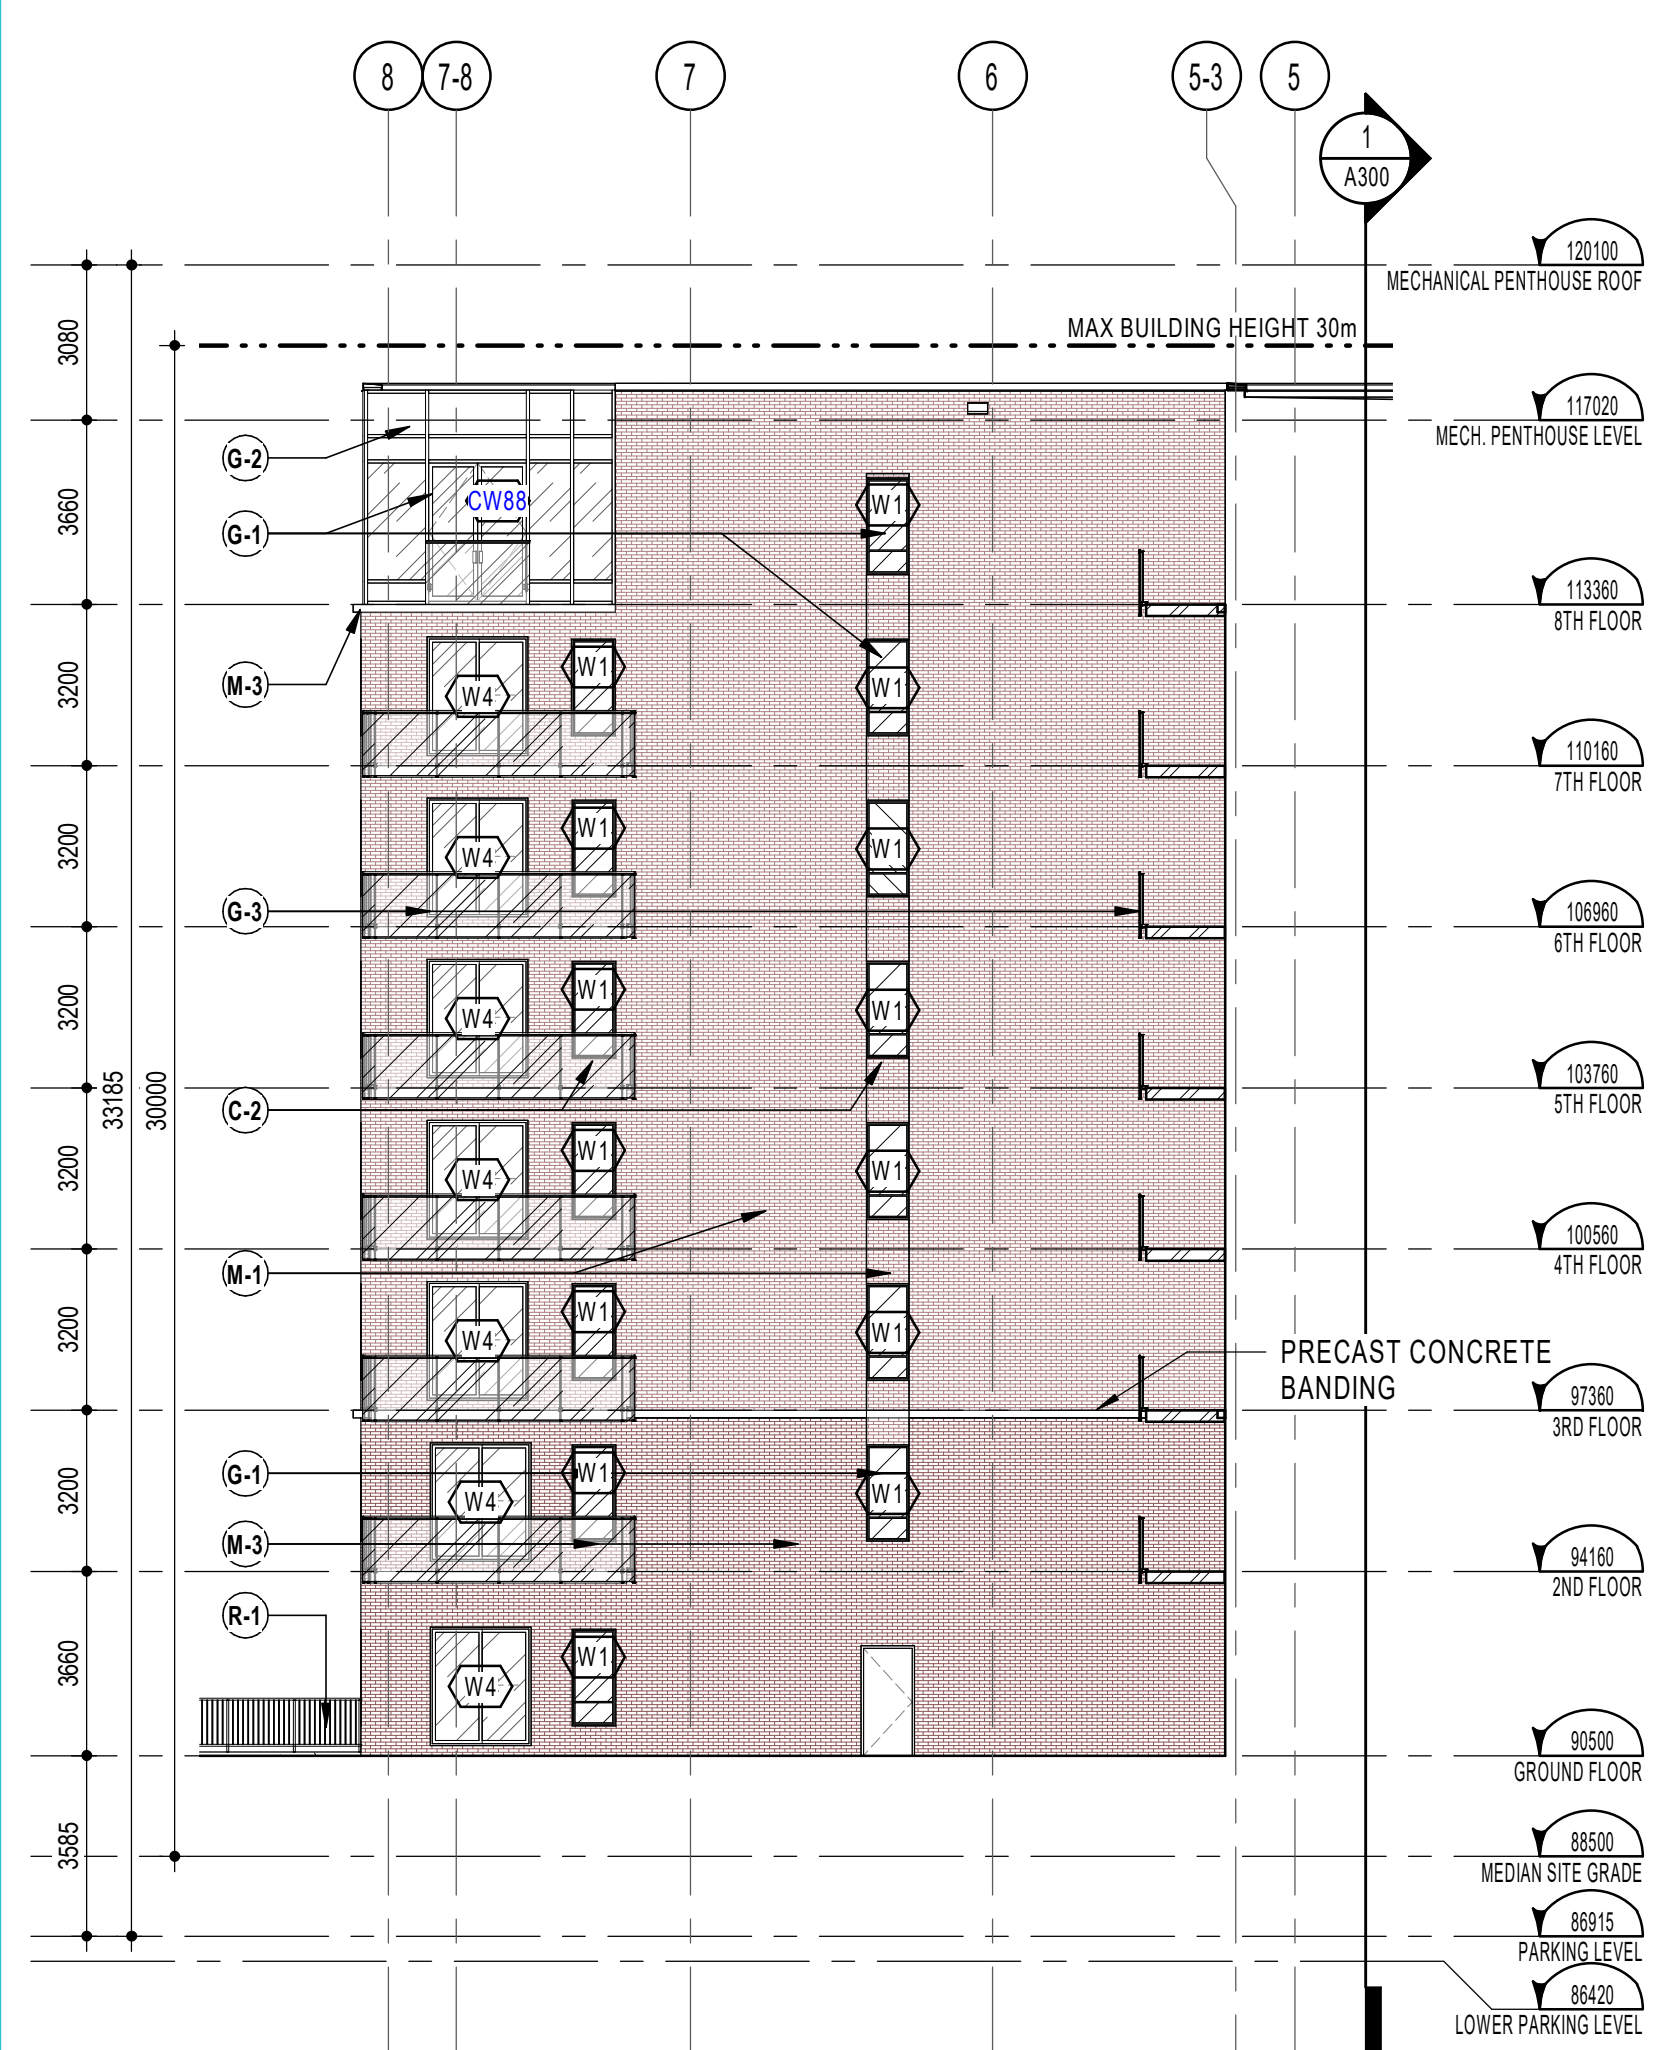 8
7-8
7
6
5-3
5
1
A300
120100
MECHANICAL PENTHOUSE ROOF
MAX BUILDING HEIGHT 30m
3080
117020
MECH. PENTHOUSE LEVEL
G-2
CW88
W1
3660
G-1
113360
8TH FLOOR
W1
W4
W1
M-3
3200
110160
7TH FLOOR
W1
W4
W1
3200
G-3
106960
6TH FLOOR
W1
W4
W1
3200
103760
5TH FLOOR
33185
30000
C-2
W1
W4
W1
3200
100560
4TH FLOOR
M-1
W1
W4
W1
3200
PRECAST CONCRETE
BANDING
97360
3RD FLOOR
G-1
W1
W4
W1
3200
M-3
94160
2ND FLOOR
R-1
W1
W4
3660
90500
GROUND FLOOR
3585
88500
MEDIAN SITE GRADE
86915
PARKING LEVEL
86420
LOWER PARKING LEVEL